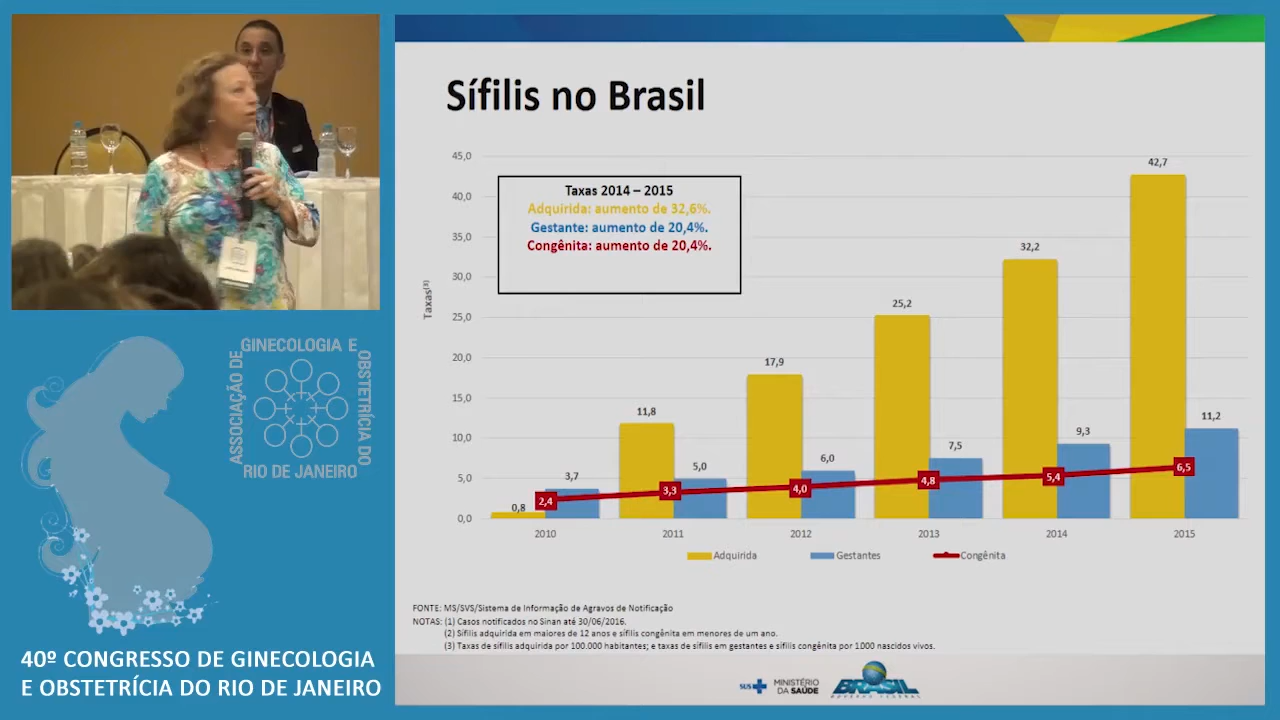 Sífilis no Brasil
45,0
40,0
35,0
30,0
25,0
20,0
15,0
10,0
5,0
0,0
Taxas(3)
Taxas 2014 – 2015
Adquirida: aumento de 32,6%.
Gestante: aumento de 20,4%.
Congênita: aumento de 20,4%.
0,8
2,4
3,7
11,8
3,3
5,0
17,9
4,0
6,0
25,2
4,8
7,5
32,2
5,4
9,3
42,7
6,5
11,2
2010
2011
2012
2013
2014
2015
Adquirida
Gestantes
Congênita
FONTE: MS/SVS/Sistema de Informação de Agravos de Notificação
NOTAS: (1) Casos notificados no Sinan até 30/06/2016.
(2) Sífilis adquirida em maiores de 12 anos e sífilis congênita em menores de um ano.
(3) Taxas de sífilis adquirida por 100.000 habitantes; e taxas de sífilis em gestantes e sífilis congênita por 1.000 nascidos vivos.
SUS
MINISTÉRIO
DA SAÚDE
BRASIL
GOVERNO FEDERAL
ASSOCIAÇÃO DE
GINECOLOGIA E
OBSTETRÍCIA DO
RIO DE JANEIRO
40º CONGRESSO DE GINECOLOGIA
E OBSTETRÍCIA DO RIO DE JANEIRO